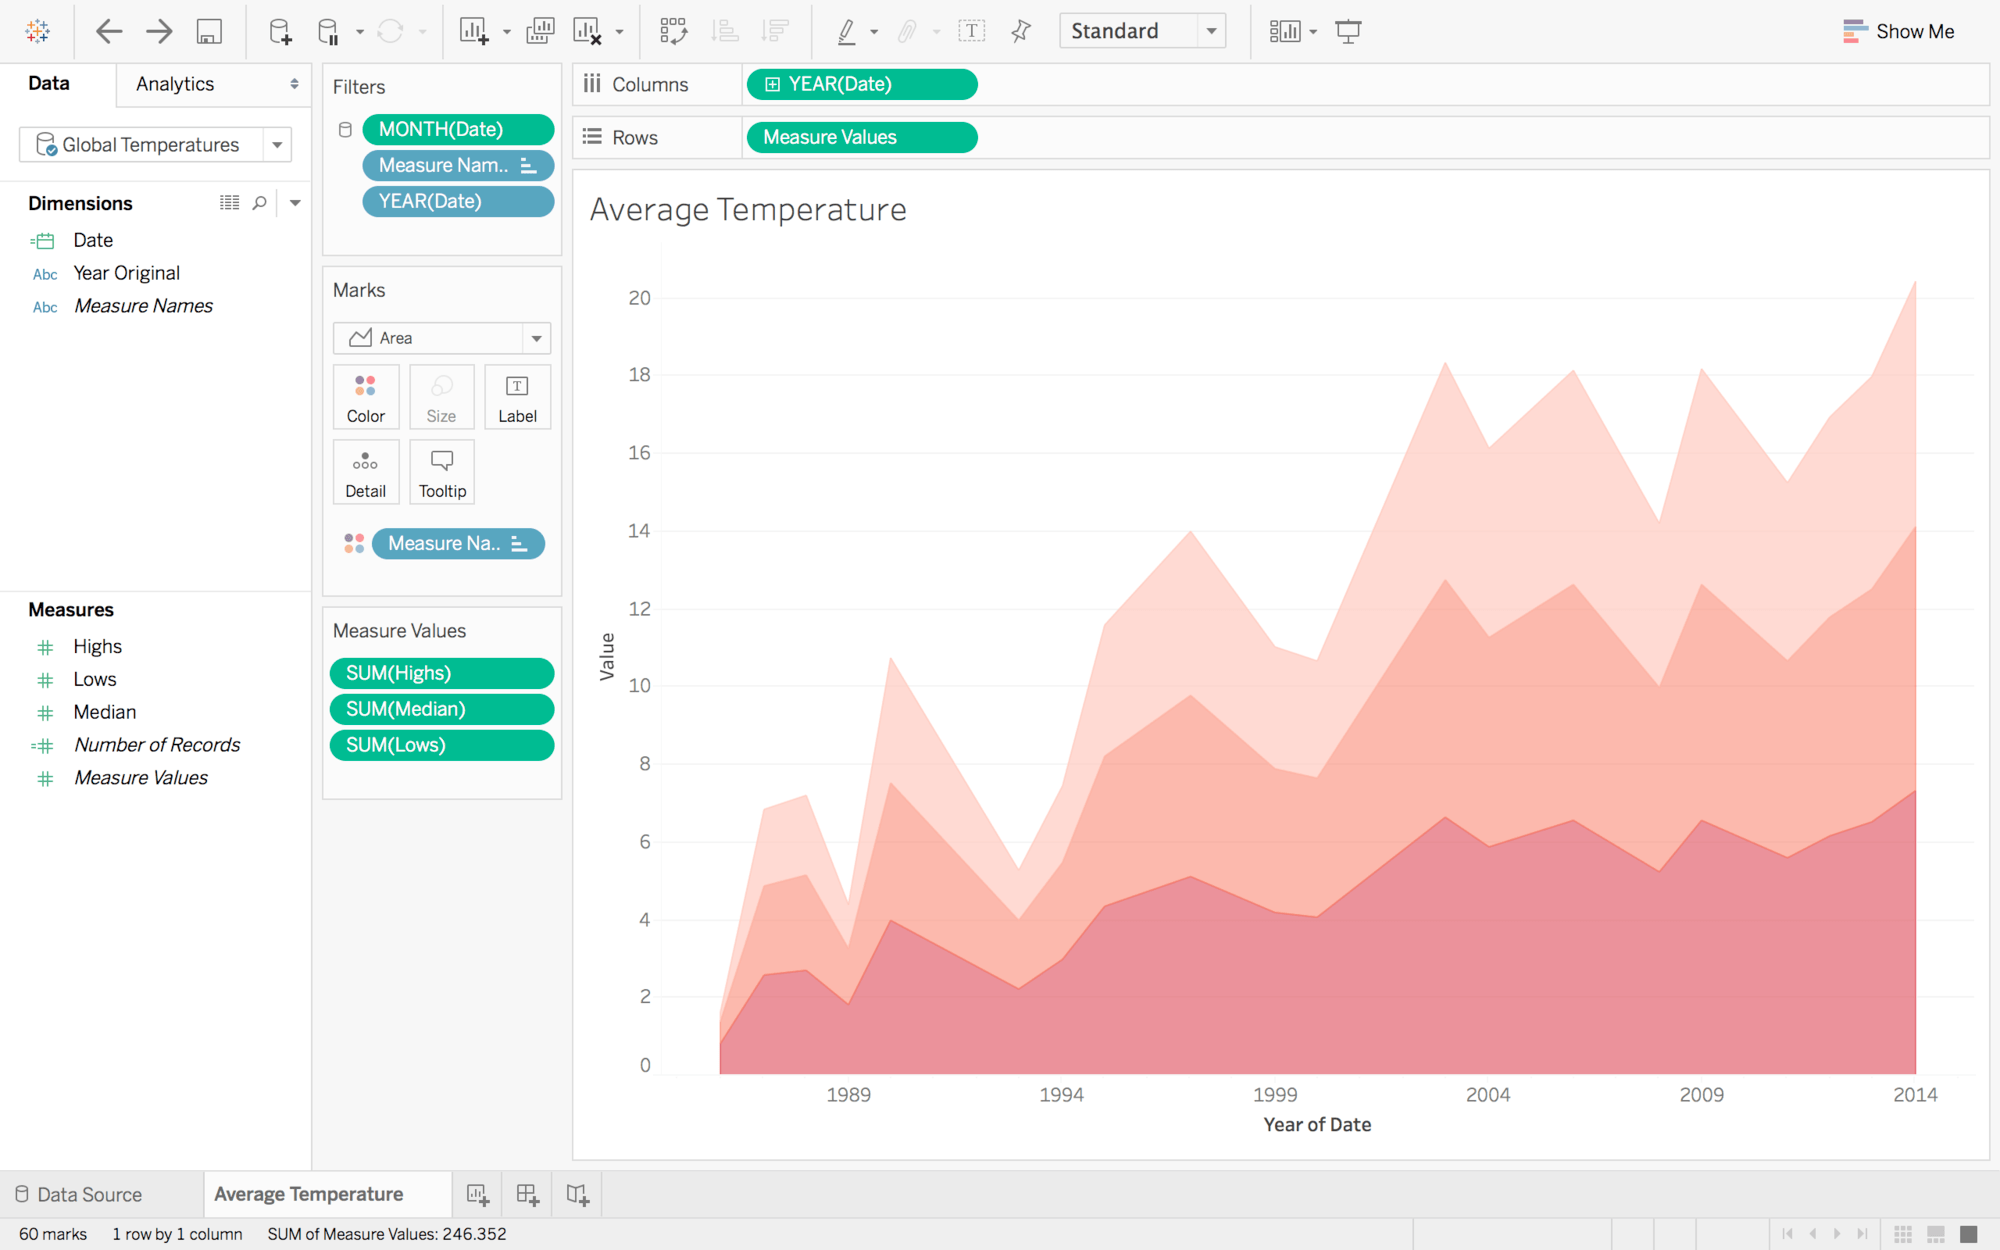 Standard
Show Me
Data
Analytics
Global Temperatures
Dimensions
Date
Abc Year Original
Abc Measure Names
Measures
Highs
Lows
Median
Number of Records
Measure Values
Filters
MONTH(Date)
Measure Nam..
YEAR(Date)
Marks
Area
Color
Size
T
Label
Detail
Tooltip
Measure Na..
Measure Values
SUM(Highs)
SUM(Median)
SUM(Lows)
Columns
YEAR(Date)
Rows
Measure Values
Average Temperature
20
18
16
14
12
10
8
6
4
2
0
Value
1989 1994 1999 2004 2009 2014
Year of Date
Data Source
Average Temperature
60 marks 1 row by 1 column SUM of Measure Values: 246.352